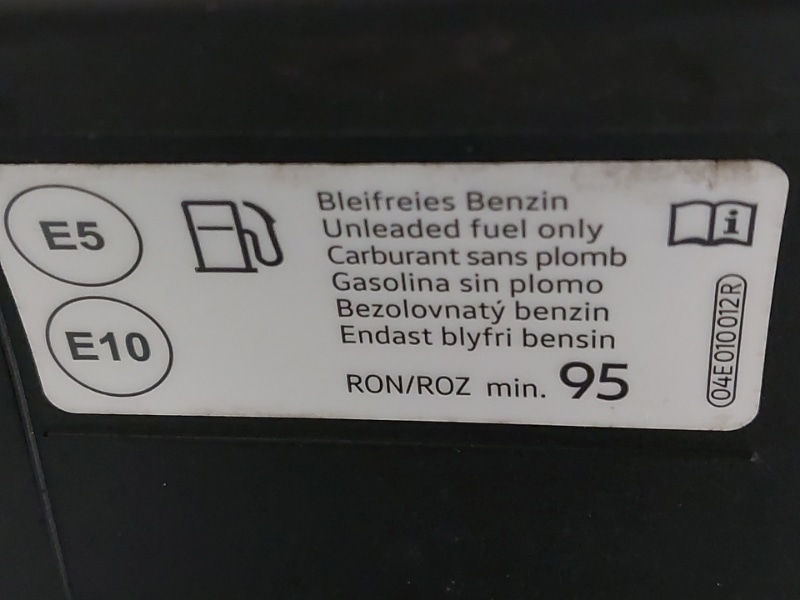 E5
E10
Bleifreies Benzin
Unleaded fuel only
Carburant sans plomb
Gasolina sin plomo
Bezolovnatý benzin
Endast blyfri bensin
RON/ROZ min. 95
i
04E010012R